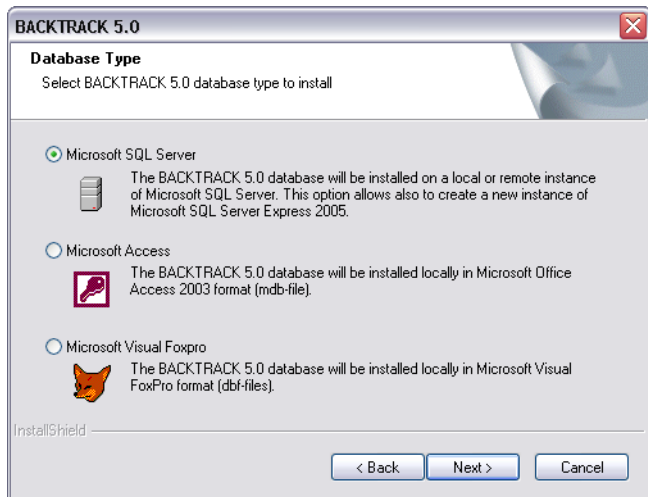 BACKTRACK 5.0
Database Type
Select BACKTRACK 5.0 database type to install
Microsoft SQL Server
The BACKTRACK 5.0 database will be installed on a local or remote instance
of Microsoft SQL Server. This option allows also to create a new instance of
Microsoft SQL Server Express 2005.
Microsoft Access
The BACKTRACK 5.0 database will be installed locally in Microsoft Office
Access 2003 format (mdb-file).
Microsoft Visual Foxpro
The BACKTRACK 5.0 database will be installed locally in Microsoft Visual
FoxPro format (dbf-files).
InstallShield
< Back Next > Cancel